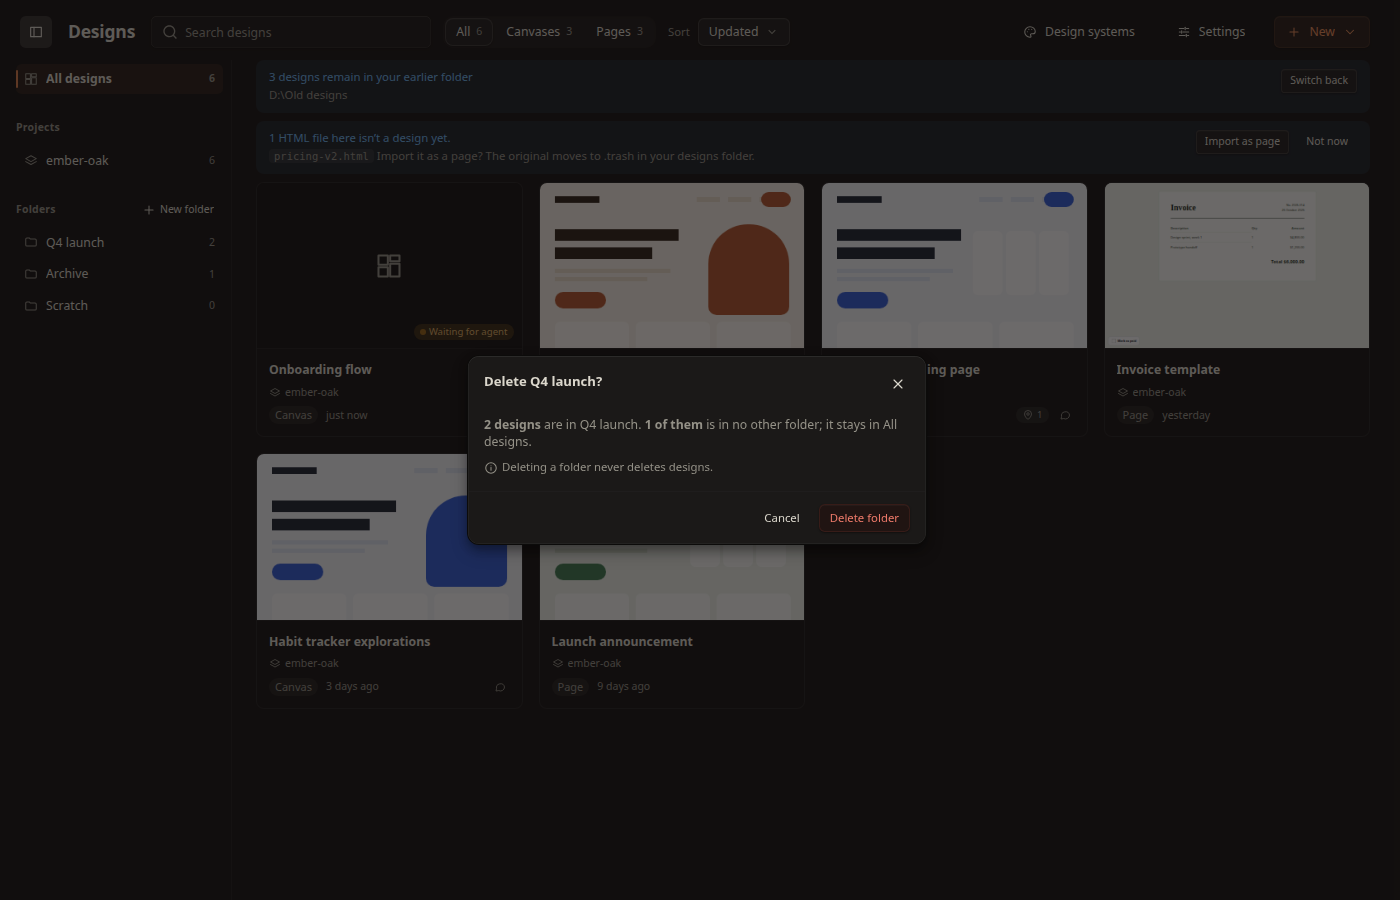 Designs
Search designs
All 6
Canvases 3
Pages 3
Sort
Updated
Design systems
Settings
New
All designs 6
Projects
ember-oak 6
Folders
New folder
Q4 launch 2
Archive 1
Scratch 0
3 designs remain in your earlier folder
D:\Old designs
Switch back
1 HTML file here isn't a design yet.
pricing-v2.html Import it as a page? The original moves to .trash in your designs folder.
Import as page
Not now
Waiting for agent
Onboarding flow
ember-oak
Canvas just now
ing page
1
Invoice
Invoice template
ember-oak
Page yesterday
Delete Q4 launch?
2 designs are in Q4 launch. 1 of them is in no other folder; it stays in All
designs.
Deleting a folder never deletes designs.
Cancel
Delete folder
Habit tracker explorations
ember-oak
Canvas 3 days ago
Launch announcement
ember-oak
Page 9 days ago